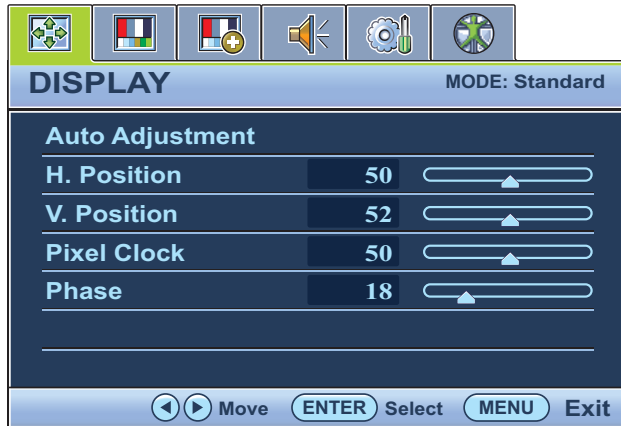 DISPLAY MODE: Standard
Auto Adjustment
H. Position 50
V. Position 52
Pixel Clock 50
Phase 18
Move ENTER Select MENU Exit